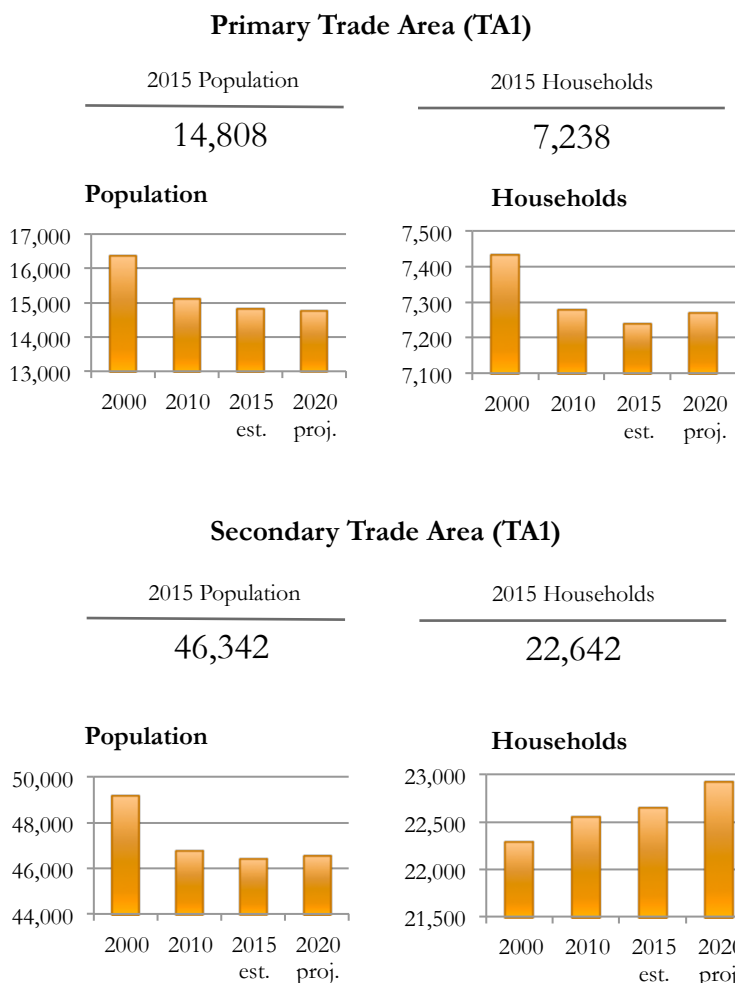 Primary Trade Area (TA1)
2015 Population
2015 Households
14,808
7,238
Population
17,000
16,000
15,000
14,000
13,000
2000 2010 2015 2020
est. proj.
Households
7,500
7,400
7,300
7,200
7,100
2000 2010 2015 2020
est. proj.
Secondary Trade Area (TA1)
2015 Population
2015 Households
46,342
22,642
Population
50,000
48,000
46,000
44,000
2000 2010 2015 2020
est. proj.
Households
23,000
22,500
22,000
21,500
2000 2010 2015 2020
est. proj